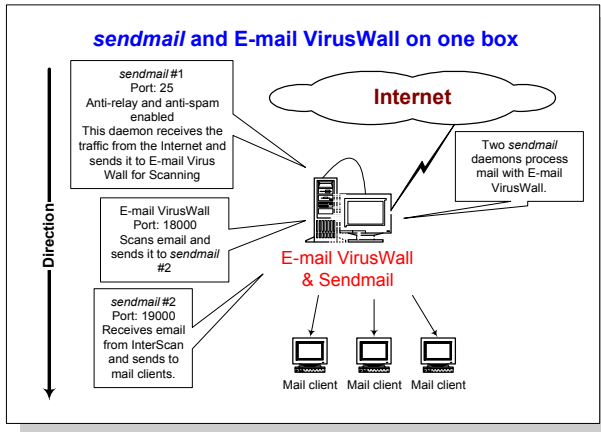 sendmail and E-mail VirusWall on one box
sendmail #1
Port: 25
Anti-relay and anti-spam
enabled
This daemon receives the
traffic from the Internet and
sends it to E-mail Virus
Wall for Scanning
Internet
Two sendmail
daemons process
mail with E-mail
VirusWall.
Direction
E-mail VirusWall
Port: 18000
Scans email and
sends it to sendmail
#2
E-mail VirusWall
& Sendmail
sendmail #2
Port: 19000
Receives email
from InterScan
and sends to
mail clients.
Mail client
Mail client
Mail client